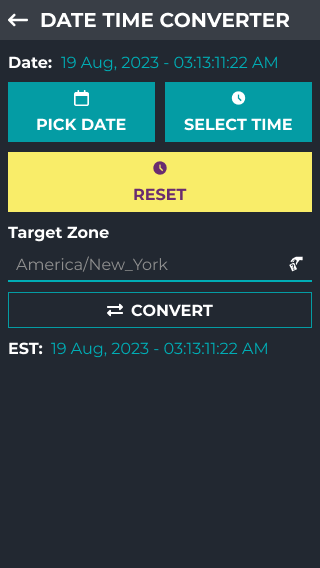 DATE TIME CONVERTER
Date: 19 Aug, 2023 - 03:13:11:22 AM
PICK DATE
SELECT TIME
RESET
Target Zone
America/New_York
CONVERT
EST: 19 Aug, 2023 - 03:13:11:22 AM